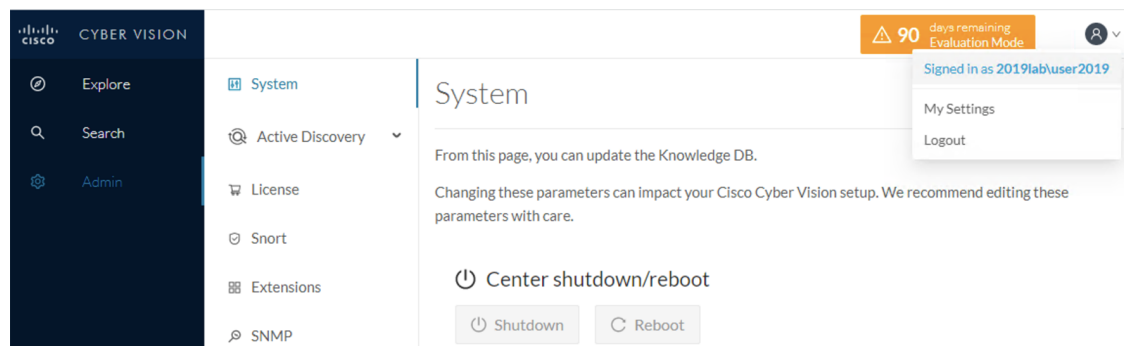 CISCO CYBER VISION
90 days remaining
Evaluation Mode
Signed in as 2019lab\user2019
My Settings
Logout
Explore
Search
Admin
System
Active Discovery
License
Snort
Extensions
SNMP
System
From this page, you can update the Knowledge DB.
Changing these parameters can impact your Cisco Cyber Vision setup. We recommend editing these
parameters with care.
Center shutdown/reboot
Shutdown
Reboot